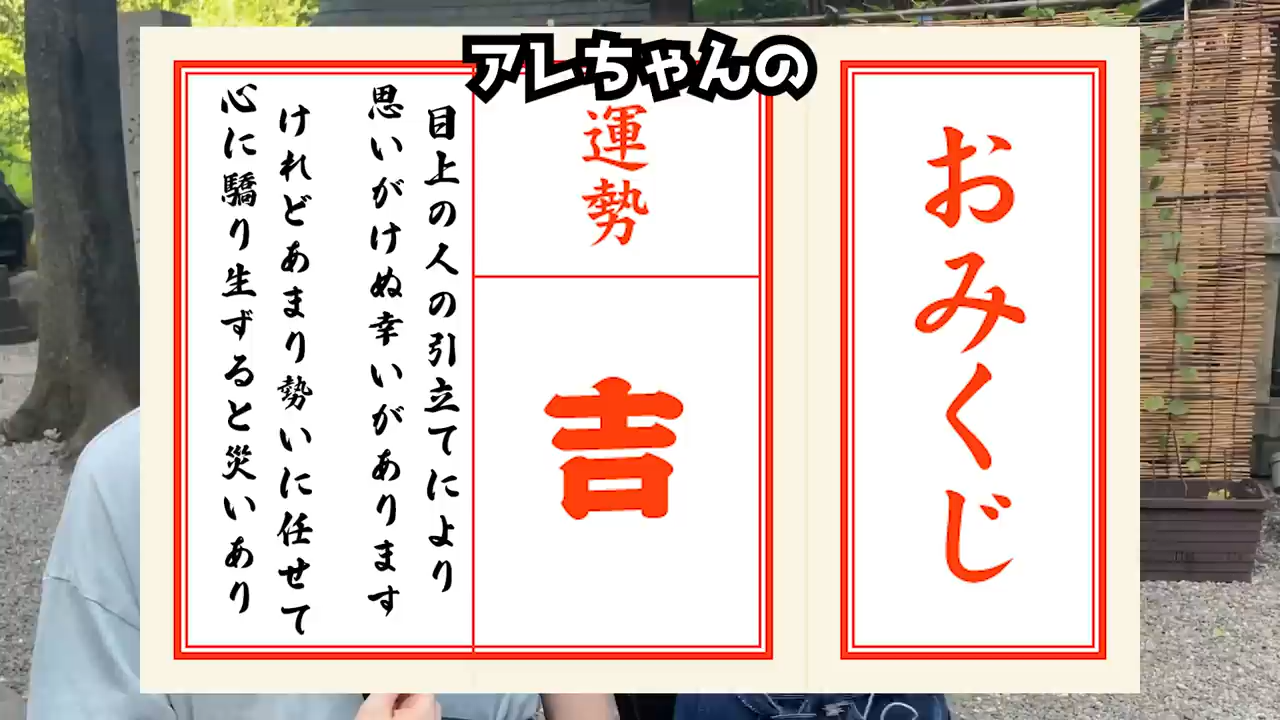 アレちゃんの
おみくじ
運勢
吉
目上の人の引立てにより
思いがけぬ幸いがあります
けれどあまり勢いに任せて
心に驕り生ずると災いあり